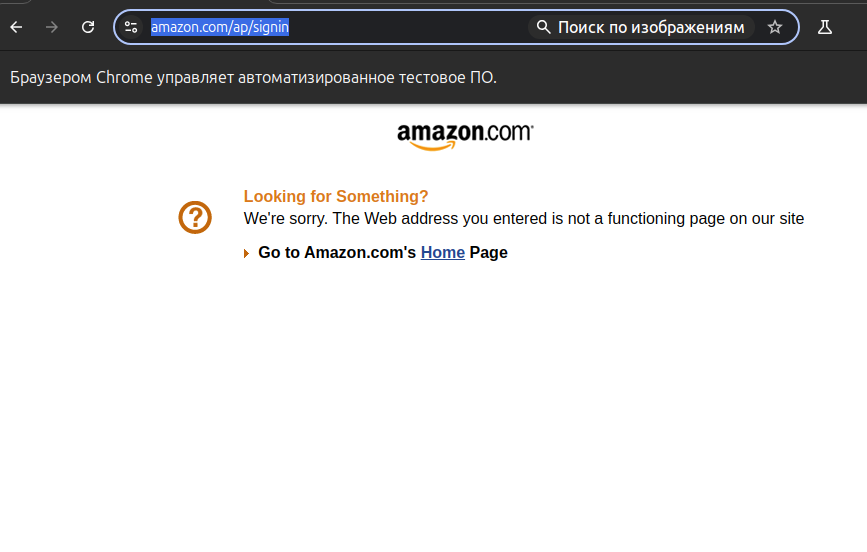 amazon.com/ap/signin
Поиск по изображениям
Браузером Chrome управляет автоматизированное тестовое ПО.
amazon.com
Looking for Something?
We're sorry. The Web address you entered is not a functioning page on our site
Go to Amazon.com's Home Page